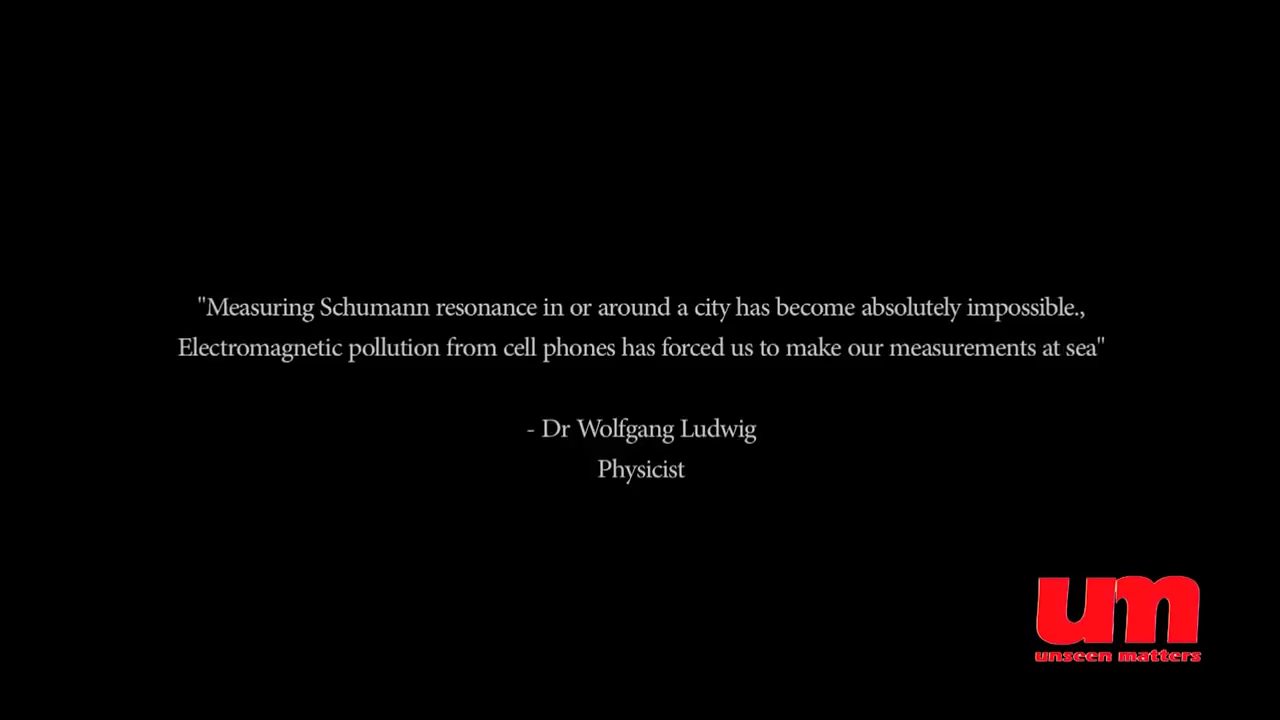 "Measuring Schumann resonance in or around a city has become absolutely impossible.,
Electromagnetic pollution from cell phones has forced us to make our measurements at sea"
- Dr Wolfgang Ludwig
Physicist
um
unseen matters